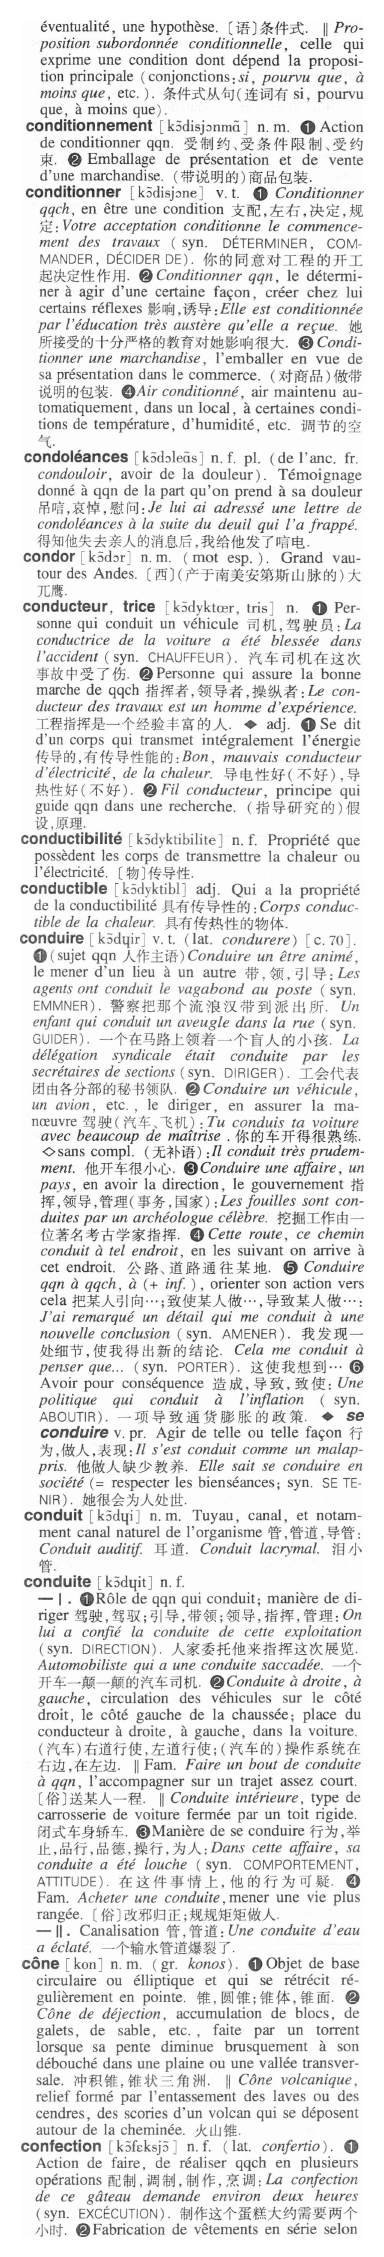 éventualité, une hypothèse. 〔语〕条件式. ‖ Pro-
position subordonnée conditionnelle, celle qui
exprime une condition dont dépend la proposi-
tion principale (conjonctions: si, pourvu que, à
moins que, etc.). 条件式从句(连词有 si, pourvu
que, à moins que).
conditionnement [kɔ̃disjɔnmɑ̃] n. m. ❶ Action
de conditionner qqn. 受制约、受条件限制、受约
束. ❷ Emballage de présentation et de vente
d'une marchandise. (带说明的)商品包装.
conditionner [kɔ̃disjɔne] v. t. ❶ Conditionner
qqch, en être une condition 支配,左右,决定,规
定: Votre acceptation conditionne le commence-
ment des travaux (syn. DÉTERMINER, COM-
MANDER, DÉCIDER DE). 你的同意对工程的开工
起决定性作用. ❷ Conditionner qqn, le détermi-
ner à agir d'une certaine façon, créer chez lui
certains réflexes 影响,诱导: Elle est conditionnée
par l'éducation très austère qu'elle a reçue. 她
所接受的十分严格的教育对她影响很大. ❸ Condi-
tionner une marchandise, l'emballer en vue de
sa présentation dans le commerce. (对商品)做带
说明的包装. ❹ Air conditionné, air maintenu au-
tomatiquement, dans un local, à certaines condi-
tions de température, d'humidité, etc. 调节的空
气.
condoléances [kɔ̃dɔleɑ̃s] n. f. pl. (de l'anc. fr.
condouloir, avoir de la douleur). Témoignage
donné à qqn de la part qu'on prend à sa douleur
吊唁,哀悼,慰问: Je lui ai adressé une lettre de
condoléances à la suite du deuil qui l'a frappé.
得知他失去亲人的消息后,我给他发了唁电.
condor [kɔ̃dɔr] n. m. (mot esp.). Grand vau-
tour des Andes. 〔西〕(产于南美安第斯山脉的)大
兀鹰.
conducteur, trice [kɔ̃dyktœr, tris] n. ❶ Per-
sonne qui conduit un véhicule 司机,驾驶员: La
conductrice de la voiture a été blessée dans
l'accident (syn. CHAUFFEUR). 汽车司机在这次
事故中受了伤. ❷ Personne qui assure la bonne
marche de qqch 指挥者,领导者,操纵者: Le con-
ducteur des travaux est un homme d'expérience.
工程指挥是一个经验丰富的人. ◆ adj. ❶ Se dit
d'un corps qui transmet intégralement l'énergie
传导的,有传导性能的: Bon, mauvais conducteur
d'électricité, de la chaleur. 导电性好(不好),导
热性好(不好). ❷ Fil conducteur, principe qui
guide qqn dans une recherche. (指导研究的)假
设,原理.
conductibilité [kɔ̃dyktibilite] n. f. Propriété que
possèdent les corps de transmettre la chaleur ou
l'électricité. 〔物〕传导性.
conductible [kɔ̃dyktibl] adj. Qui a la propriété
de la conductibilité 具有传导性的: Corps conduc-
tible de la chaleur. 具有传热性的物体.
conduire [kɔ̃dɥir] v. t. (lat. condurere) [c. 70].
❶ (sujet qqn 人作主语) Conduire un être animé,
le mener d'un lieu à un autre 带,领,引导: Les
agents ont conduit le vagabond au poste (syn.
EMMNER). 警察把那个流浪汉带到派出所. Un
enfant qui conduit un aveugle dans la rue (syn.
GUIDER). 一个在马路上领着一个盲人的小孩. La
délégation syndicale était conduite par les
secrétaires de sections (syn. DIRIGER). 工会代表
团由各分部的秘书领队. ❷ Conduire un véhicule,
un avion, etc., le diriger, en assurer la ma-
nœuvre 驾驶(汽车、飞机): Tu conduis ta voiture
avec beaucoup de maîtrise. 你的车开得很熟练.
◇sans compl. (无补语): Il conduit très prudem-
ment. 他开车很小心. ❸ Conduire une affaire, un
pays, en avoir la direction, le gouvernement 指
挥,领导,管理(事务,国家): Les fouilles sont con-
duites par un archéologue célèbre. 挖掘工作由一
位著名考古学家指挥. ❹ Cette route, ce chemin
conduit à tel endroit, en les suivant on arrive à
cet endroit. 公路、道路通往某地. ❺ Conduire
qqn à qqch, à (+ inf.), orienter son action vers
cela 把某人引向…;致使某人做…,导致某人做…:
J'ai remarqué un détail qui me conduit à une
nouvelle conclusion (syn. AMENER). 我发现一
处细节,使我得出新的结论. Cela me conduit à
penser que... (syn. PORTER). 这使我想到… ❻
Avoir pour conséquence 造成,导致,致使: Une
politique qui conduit à l'inflation (syn.
ABOUTIR). 一项导致通货膨胀的政策. ◆ se
conduire v. pr. Agir de telle ou telle façon 行
为,做人,表现: Il s'est conduit comme un malap-
pris. 他做人缺少教养. Elle sait se conduire en
société (= respecter les bienséances; syn. SE TE-
NIR). 她很会为人处世.
conduit [kɔ̃dɥi] n. m. Tuyau, canal, et notam-
ment canal naturel de l'organisme 管,管道,导管:
Conduit auditif. 耳道. Conduit lacrymal. 泪小
管.
conduite [kɔ̃dɥit] n. f.
— I. ❶ Rôle de qqn qui conduit; manière de di-
riger 驾驶,驾驭;引导,带领;领导,指挥,管理: On
lui a confié la conduite de cette exploitation
(syn. DIRECTION). 人家委托他来指挥这次展览.
Automobiliste qui a une conduite saccadée. 一个
开车一颠一颠的汽车司机. ❷ Conduite à droite, à
gauche, circulation des véhicules sur le côté
droit, le côté gauche de la chaussée; place du
conducteur à droite, à gauche, dans la voiture.
(汽车)右道行使,左道行使;(汽车的)操作系统在
右边,在左边. ‖ Fam. Faire un bout de conduite
à qqn, l'accompagner sur un trajet assez court.
〔俗〕送某人一程. ‖ Conduite intérieure, type de
carrosserie de voiture fermée par un toit rigide.
闭式车身轿车. ❸ Manière de se conduire 行为,举
止,品行,品德,操行,为人: Dans cette affaire, sa
conduite a été louche (syn. COMPORTEMENT,
ATTITUDE). 在这件事情上,他的行为可疑. ❹
Fam. Acheter une conduite, mener une vie plus
rangée. 〔俗〕改邪归正;规规矩矩做人.
— II. Canalisation 管,管道: Une conduite d'eau
a éclaté. 一个输水管道爆裂了.
cône [kon] n. m. (gr. konos). ❶ Objet de base
circulaire ou élliptique et qui se rétrécit ré-
gulièrement en pointe. 锥,圆锥;锥体,锥面. ❷
Cône de déjection, accumulation de blocs, de
galets, de sable, etc., faite par un torrent
lorsque sa pente diminue brusquement à son
débouché dans une plaine ou une vallée transver-
sale. 冲积锥,锥状三角洲. ‖ Cône volcanique,
relief formé par l'entassement des laves ou des
cendres, des scories d'un volcan qui se déposent
autour de la cheminée. 火山锥.
confection [kɔ̃fɛksjɔ̃] n. f. (lat. confertio). ❶
Action de faire, de réaliser qqch en plusieurs
opérations 配制,调制,制作,烹调: La confection
de ce gâteau demande environ deux heures
(syn. EXCÉCUTION). 制作这个蛋糕大约需要两个
小时. ❷ Fabrication de vêtements en série selon